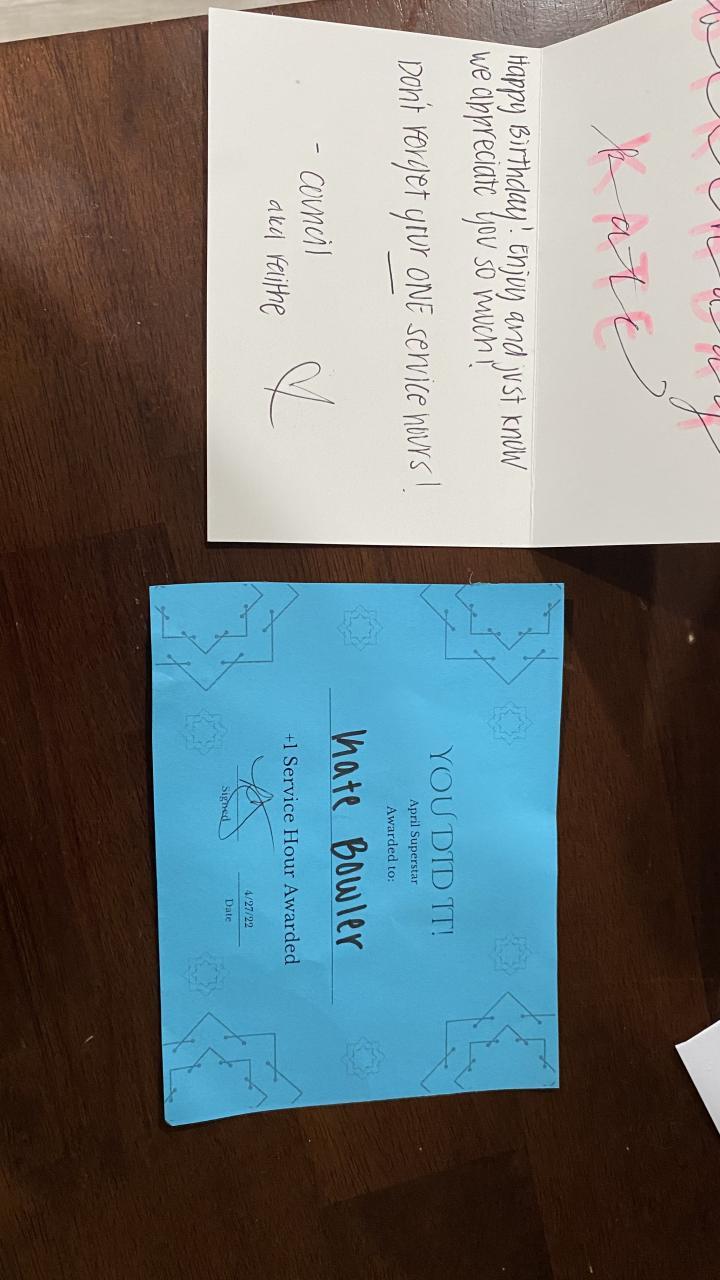 KATE
Happy Birthday! Enjoy and just know
we appreciate you so much!
Don't forget your ONE service hours!
- council
aka
YOU DID IT!
April Superstar
Awarded to:
Kate Bowler
+1 Service Hour Awarded
4/27/22
Signed
Date